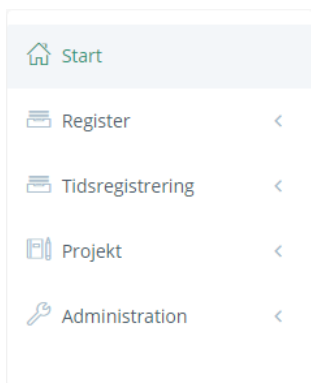 Start
Register
Tidsregistrering
Projekt
Administration